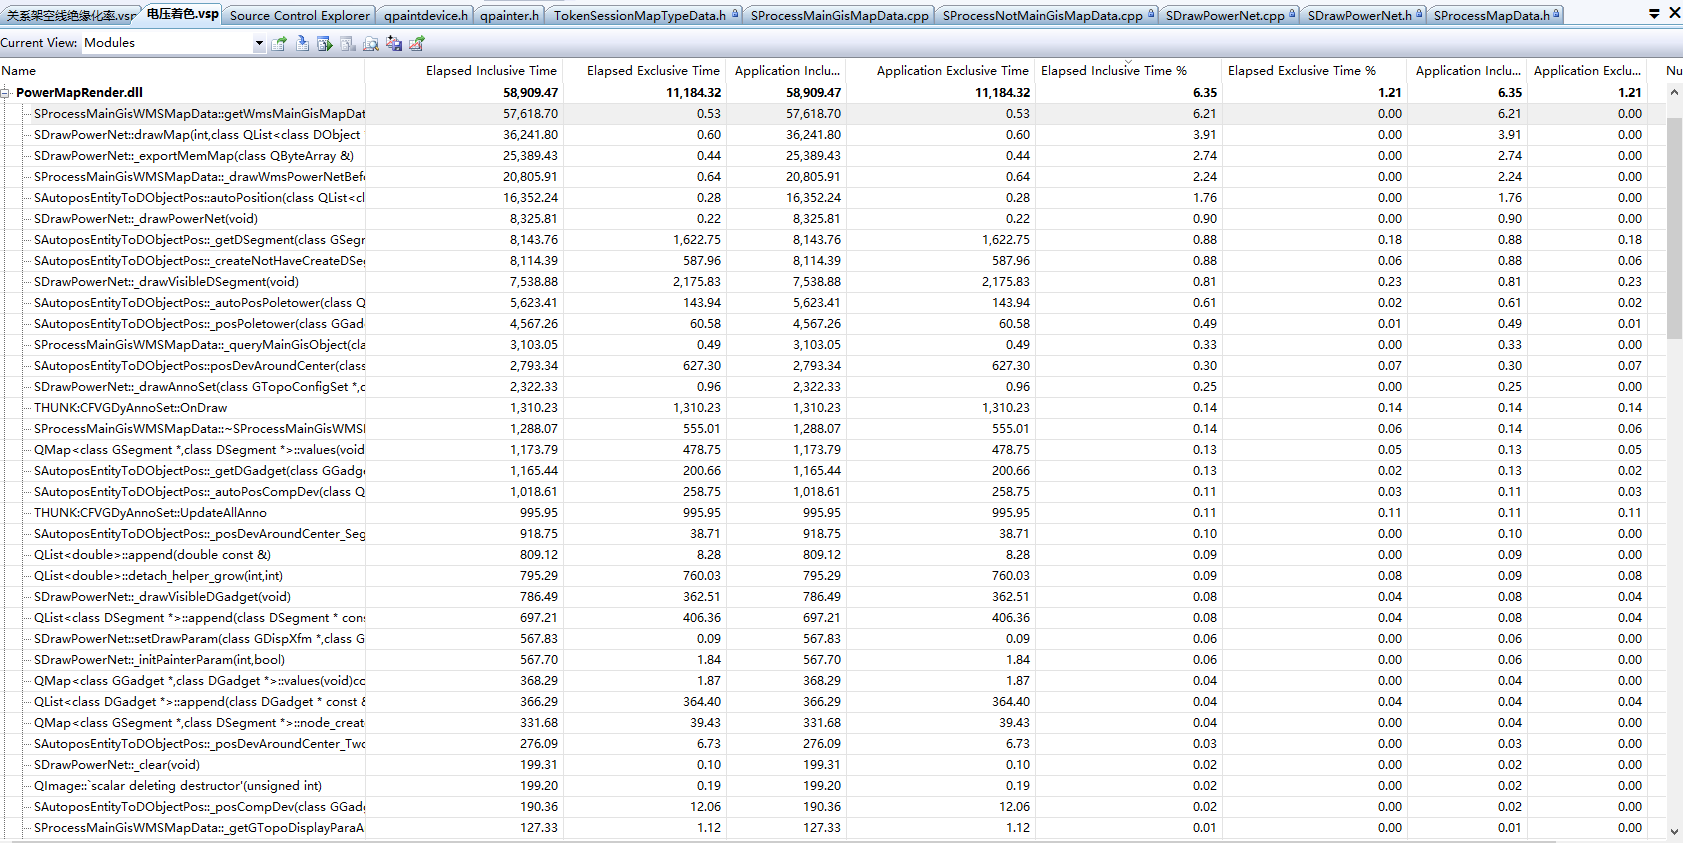 关系架空线绝缘化率.vsp 电压着色.vsp Source Control Explorer qpaintdevice.h qpainter.h TokenSessionMapTypeData.h SProcessMainGisMapData.cpp SProcessNotMainGisMapData.cpp SDrawPowerNet.cpp SDrawPowerNet.h SProcessMapData.h
Current View: Modules
Name Elapsed Inclusive Time Elapsed Exclusive Time Application Inclu... Application Exclusive Time Elapsed Inclusive Time % Elapsed Exclusive Time % Application Inclu... Application Exclu... Nu
PowerMapRender.dll 58,909.47 11,184.32 58,909.47 11,184.32 6.35 1.21 6.35 1.21
SProcessMainGisWMSMapData::getWmsMainGisMapDat 57,618.70 0.53 57,618.70 0.53 6.21 0.00 6.21 0.00
SDrawPowerNet::drawMap(int,class QList<class DObject 36,241.80 0.60 36,241.80 0.60 3.91 0.00 3.91 0.00
SDrawPowerNet::_exportMemMap(class QByteArray &) 25,389.43 0.44 25,389.43 0.44 2.74 0.00 2.74 0.00
SProcessMainGisWMSMapData::_drawWmsPowerNetBefo 20,805.91 0.64 20,805.91 0.64 2.24 0.00 2.24 0.00
SAutoposEntityToDObjectPos::autoPosition(class QList<cl 16,352.24 0.28 16,352.24 0.28 1.76 0.00 1.76 0.00
SDrawPowerNet::_drawPowerNet(void) 8,325.81 0.22 8,325.81 0.22 0.90 0.00 0.90 0.00
SAutoposEntityToDObjectPos::_getDSegment(class GSegr 8,143.76 1,622.75 8,143.76 1,622.75 0.88 0.18 0.88 0.18
SAutoposEntityToDObjectPos::_createNotHaveCreateDSeg 8,114.39 587.96 8,114.39 587.96 0.88 0.06 0.88 0.06
SDrawPowerNet::_drawVisibleDSegment(void) 7,538.88 2,175.83 7,538.88 2,175.83 0.81 0.23 0.81 0.23
SAutoposEntityToDObjectPos::_autoPosPoletower(class Q 5,623.41 143.94 5,623.41 143.94 0.61 0.02 0.61 0.02
SAutoposEntityToDObjectPos::_posPoletower(class GGad 4,567.26 60.58 4,567.26 60.58 0.49 0.01 0.49 0.01
SProcessMainGisWMSMapData::_queryMainGisObject(cla 3,103.05 0.49 3,103.05 0.49 0.33 0.00 0.33 0.00
SAutoposEntityToDObjectPos::posDevAroundCenter(class 2,793.34 627.30 2,793.34 627.30 0.30 0.07 0.30 0.07
SDrawPowerNet::_drawAnnoSet(class GTopoConfigSet *,c 2,322.33 0.96 2,322.33 0.96 0.25 0.00 0.25 0.00
THUNK:CFVGDyAnnoSet::OnDraw 1,310.23 1,310.23 1,310.23 1,310.23 0.14 0.14 0.14 0.14
SProcessMainGisWMSMapData::~SProcessMainGisWMSI 1,288.07 555.01 1,288.07 555.01 0.14 0.06 0.14 0.06
QMap<class GSegment *,class DSegment *>::values(void 1,173.79 478.75 1,173.79 478.75 0.13 0.05 0.13 0.05
SAutoposEntityToDObjectPos::_getDGadget(class GGadg 1,165.44 200.66 1,165.44 200.66 0.13 0.02 0.13 0.02
SAutoposEntityToDObjectPos::_autoPosCompDev(class Q 1,018.61 258.75 1,018.61 258.75 0.11 0.03 0.11 0.03
THUNK:CFVGDyAnnoSet::UpdateAllAnno 995.95 995.95 995.95 995.95 0.11 0.11 0.11 0.11
SAutoposEntityToDObjectPos::_posDevAroundCenter_Seg 918.75 38.71 918.75 38.71 0.10 0.00 0.10 0.00
QList<double>::append(double const &) 809.12 8.28 809.12 8.28 0.09 0.00 0.09 0.00
QList<double>::detach_helper_grow(int,int) 795.29 760.03 795.29 760.03 0.09 0.08 0.09 0.08
SDrawPowerNet::_drawVisibleDGadget(void) 786.49 362.51 786.49 362.51 0.08 0.04 0.08 0.04
QList<class DSegment *>::append(class DSegment * cons 697.21 406.36 697.21 406.36 0.08 0.04 0.08 0.04
SDrawPowerNet::setDrawParam(class GDispXfm *,class G 567.83 0.09 567.83 0.09 0.06 0.00 0.06 0.00
SDrawPowerNet::_initPainterParam(int,bool) 567.70 1.84 567.70 1.84 0.06 0.00 0.06 0.00
QMap<class GGadget *,class DGadget *>::values(void)co 368.29 1.87 368.29 1.87 0.04 0.00 0.04 0.00
QList<class DGadget *>::append(class DGadget * const & 366.29 364.40 366.29 364.40 0.04 0.04 0.04 0.04
QMap<class GSegment *,class DSegment *>::node_creat 331.68 39.43 331.68 39.43 0.04 0.00 0.04 0.00
SAutoposEntityToDObjectPos::_posDevAroundCenter_Two 276.09 6.73 276.09 6.73 0.03 0.00 0.03 0.00
SDrawPowerNet::_clear(void) 199.31 0.10 199.31 0.10 0.02 0.00 0.02 0.00
QImage::`scalar deleting destructor'(unsigned int) 199.20 0.19 199.20 0.19 0.02 0.00 0.02 0.00
SAutoposEntityToDObjectPos::_posCompDev(class GGad 190.36 12.06 190.36 12.06 0.02 0.00 0.02 0.00
SProcessMainGisWMSMapData::_getGTopoDisplayParaA 127.33 1.12 127.33 1.12 0.01 0.00 0.01 0.00